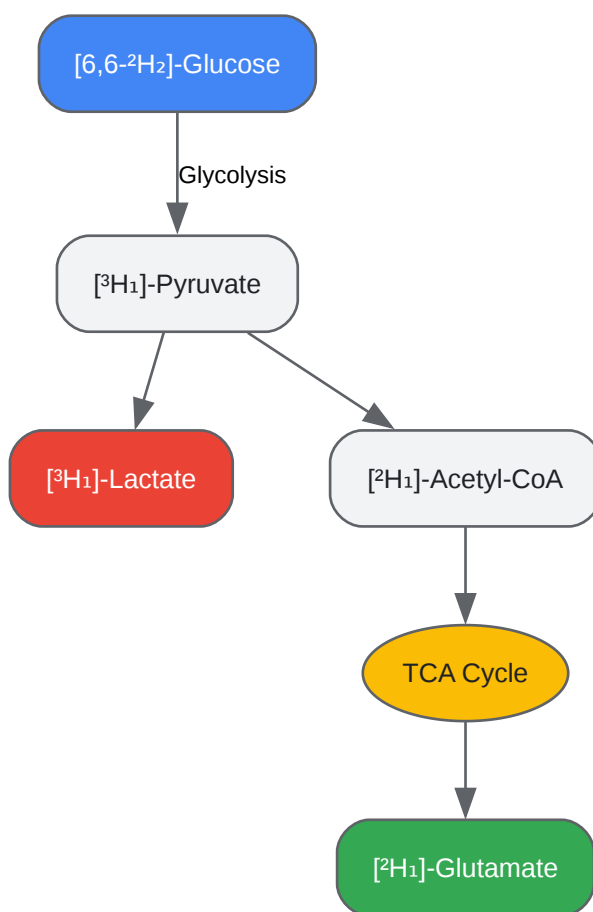 [6,6-²H₂]-Glucose
Glycolysis
[³H₁]-Pyruvate
[³H₁]-Lactate
[²H₁]-Acetyl-CoA
TCA Cycle
[²H₁]-Glutamate